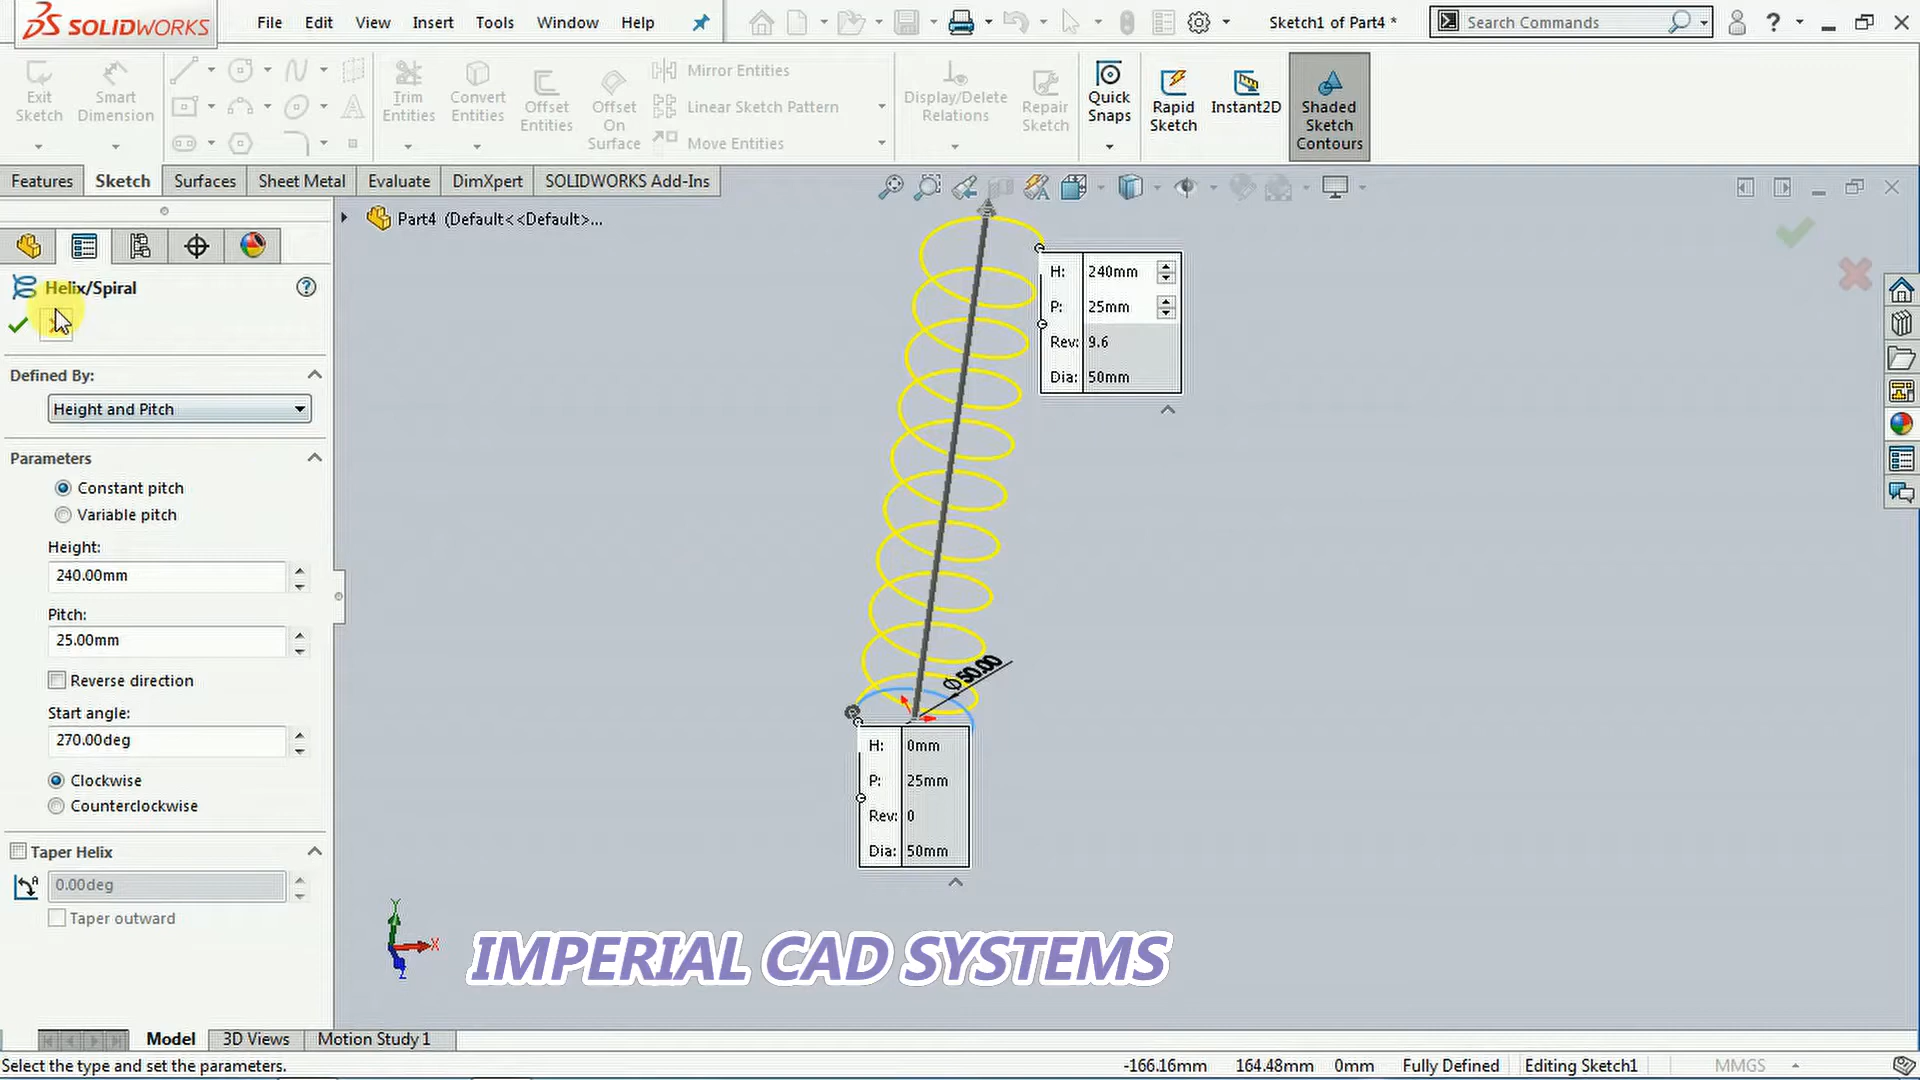 SOLIDWORKS File Edit View Insert Tools Window Help Sketch1 of Part4 * Search Commands ?
Exit Sketch
Smart Dimension
Trim Entities
Convert Entities
Offset Entities
Offset On Surface
Mirror Entities
Linear Sketch Pattern
Move Entities
Display/Delete Relations
Repair Sketch
Quick Snaps
Rapid Sketch
Instant2D
Shaded Sketch Contours
Features Sketch Surfaces Sheet Metal Evaluate DimXpert SOLIDWORKS Add-Ins
Part4 (Default<<Default>...
Helix/Spiral ?
Defined By:
Height and Pitch
Parameters
Constant pitch
Variable pitch
Height:
240.00mm
Pitch:
25.00mm
Reverse direction
Start angle:
270.00deg
Clockwise
Counterclockwise
Taper Helix
0.00deg
Taper outward
H: 240mm
P: 25mm
Rev: 9.6
Dia: 50mm
Ø50.00
H: 0mm
P: 25mm
Rev: 0
Dia: 50mm
Y
X
Z
IMPERIAL CAD SYSTEMS
Model 3D Views Motion Study 1
Select the type and set the parameters. -166.16mm 164.48mm 0mm Fully Defined Editing Sketch1 MMGS